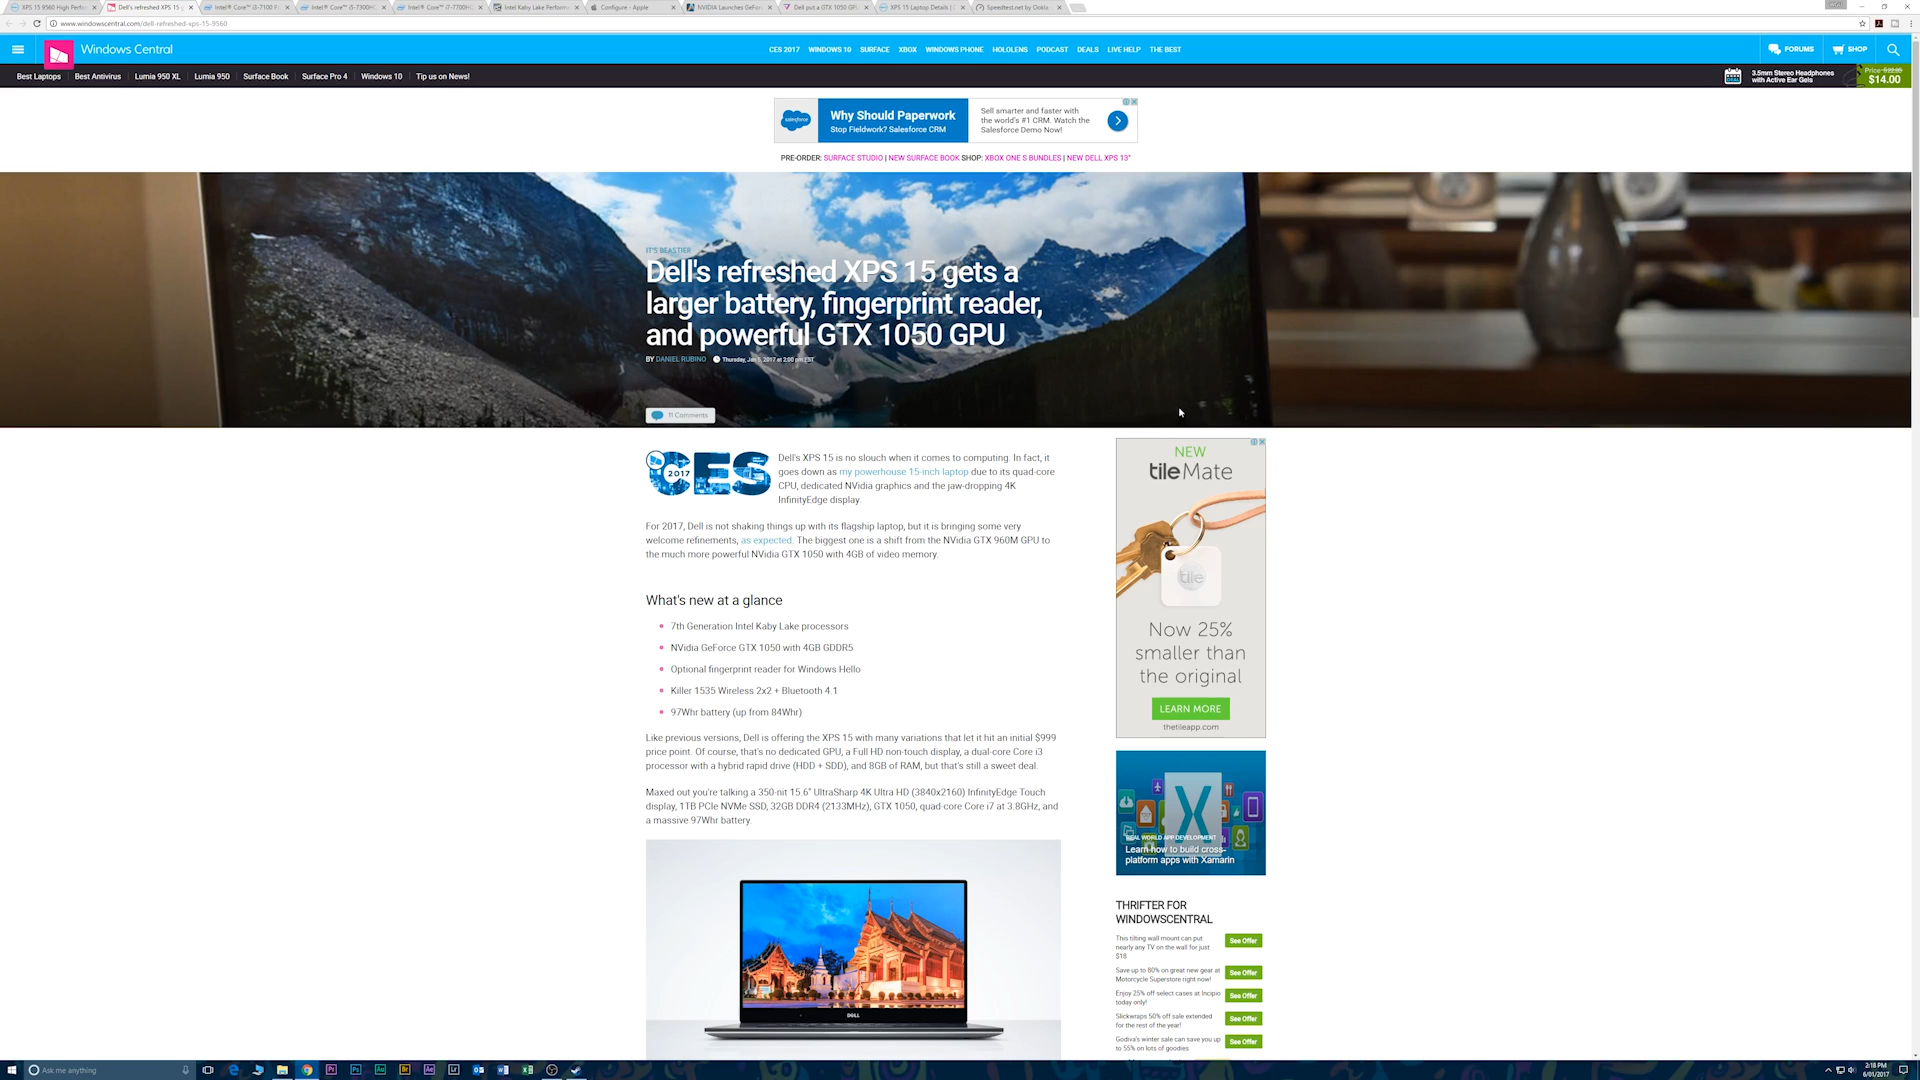 XPS 15 9560 High Perfor
Dell's refreshed XPS 15 g
Intel® Core™ i3-7100 P
Intel® Core™ i5-7300HC
Intel® Core™ i7-7700HC
Intel Kaby Lake Performa
Configure - Apple
NVIDIA Launches GeFor
Dell put a GTX 1050 GPU
XPS 15 Laptop Details | 
Speedtest.net by Ookla
www.windowscentral.com/dell-refreshed-xps-15-9560
Windows Central
CES 2017 WINDOWS 10 SURFACE XBOX WINDOWS PHONE HOLOLENS PODCAST DEALS LIVE HELP THE BEST
FORUMS
SHOP
Best Laptops Best Antivirus Lumia 950 XL Lumia 950 Surface Book Surface Pro 4 Windows 10 Tip us on News!
3.5mm Stereo Headphones
with Active Ear Gels
Price
$14.00
salesforce
Why Should Paperwork
Stop Fieldwork? Salesforce CRM
Sell smarter and faster with
the world's #1 CRM. Watch the
Salesforce Demo Now!
PRE-ORDER: SURFACE STUDIO | NEW SURFACE BOOK SHOP: XBOX ONE S BUNDLES | NEW DELL XPS 13"
IT'S BEASTIER
Dell's refreshed XPS 15 gets a
larger battery, fingerprint reader,
and powerful GTX 1050 GPU
BY DANIEL RUBINO Thursday, Jan 5, 2017 at 2:00 pm EST
11 Comments
2017
CES
Dell's XPS 15 is no slouch when it comes to computing. In fact, it
goes down as my powerhouse 15-inch laptop due to its quad-core
CPU, dedicated NVidia graphics and the jaw-dropping 4K
InfinityEdge display.
For 2017, Dell is not shaking things up with its flagship laptop, but it is bringing some very
welcome refinements, as expected. The biggest one is a shift from the NVidia GTX 960M GPU to
the much more powerful NVidia GTX 1050 with 4GB of video memory.
What's new at a glance
7th Generation Intel Kaby Lake processors
NVidia GeForce GTX 1050 with 4GB GDDR5
Optional fingerprint reader for Windows Hello
Killer 1535 Wireless 2x2 + Bluetooth 4.1
97Whr battery (up from 84Whr)
Like previous versions, Dell is offering the XPS 15 with many variations that let it hit an initial $999
price point. Of course, that's no dedicated GPU, a Full HD non-touch display, a dual-core Core i3
processor with a hybrid rapid drive (HDD + SDD), and 8GB of RAM, but that's still a sweet deal.
Maxed out you're talking a 350-nit 15.6" UltraSharp 4K Ultra HD (3840x2160) InfinityEdge Touch
display, 1TB PCIe NVMe SSD, 32GB DDR4 (2133MHz), GTX 1050, quad-core Core i7 at 3.8GHz, and
a massive 97Whr battery.
DELL
NEW
tile Mate
tile
Now 25%
smaller than
the original
LEARN MORE
thetileapp.com
REAL WORLD APP DEVELOPMENT
Learn how to build cross-
platform apps with Xamarin
THRIFTER FOR
WINDOWSCENTRAL
This tilting wall mount can put
nearly any TV on the wall for just
$18
See Offer
Save up to 80% on great new gear at
Motorcycle Superstore right now!
See Offer
Enjoy 25% off select cases at Incipio
today only!
See Offer
Slickwraps 50% off sale extended
for the rest of the year!
See Offer
Godiva's winter sale can save you up
to 55% on lots of goodies
See Offer
Ask me anything
Pr Ps Au Br Ae Lr
2:18 PM
6/01/2017